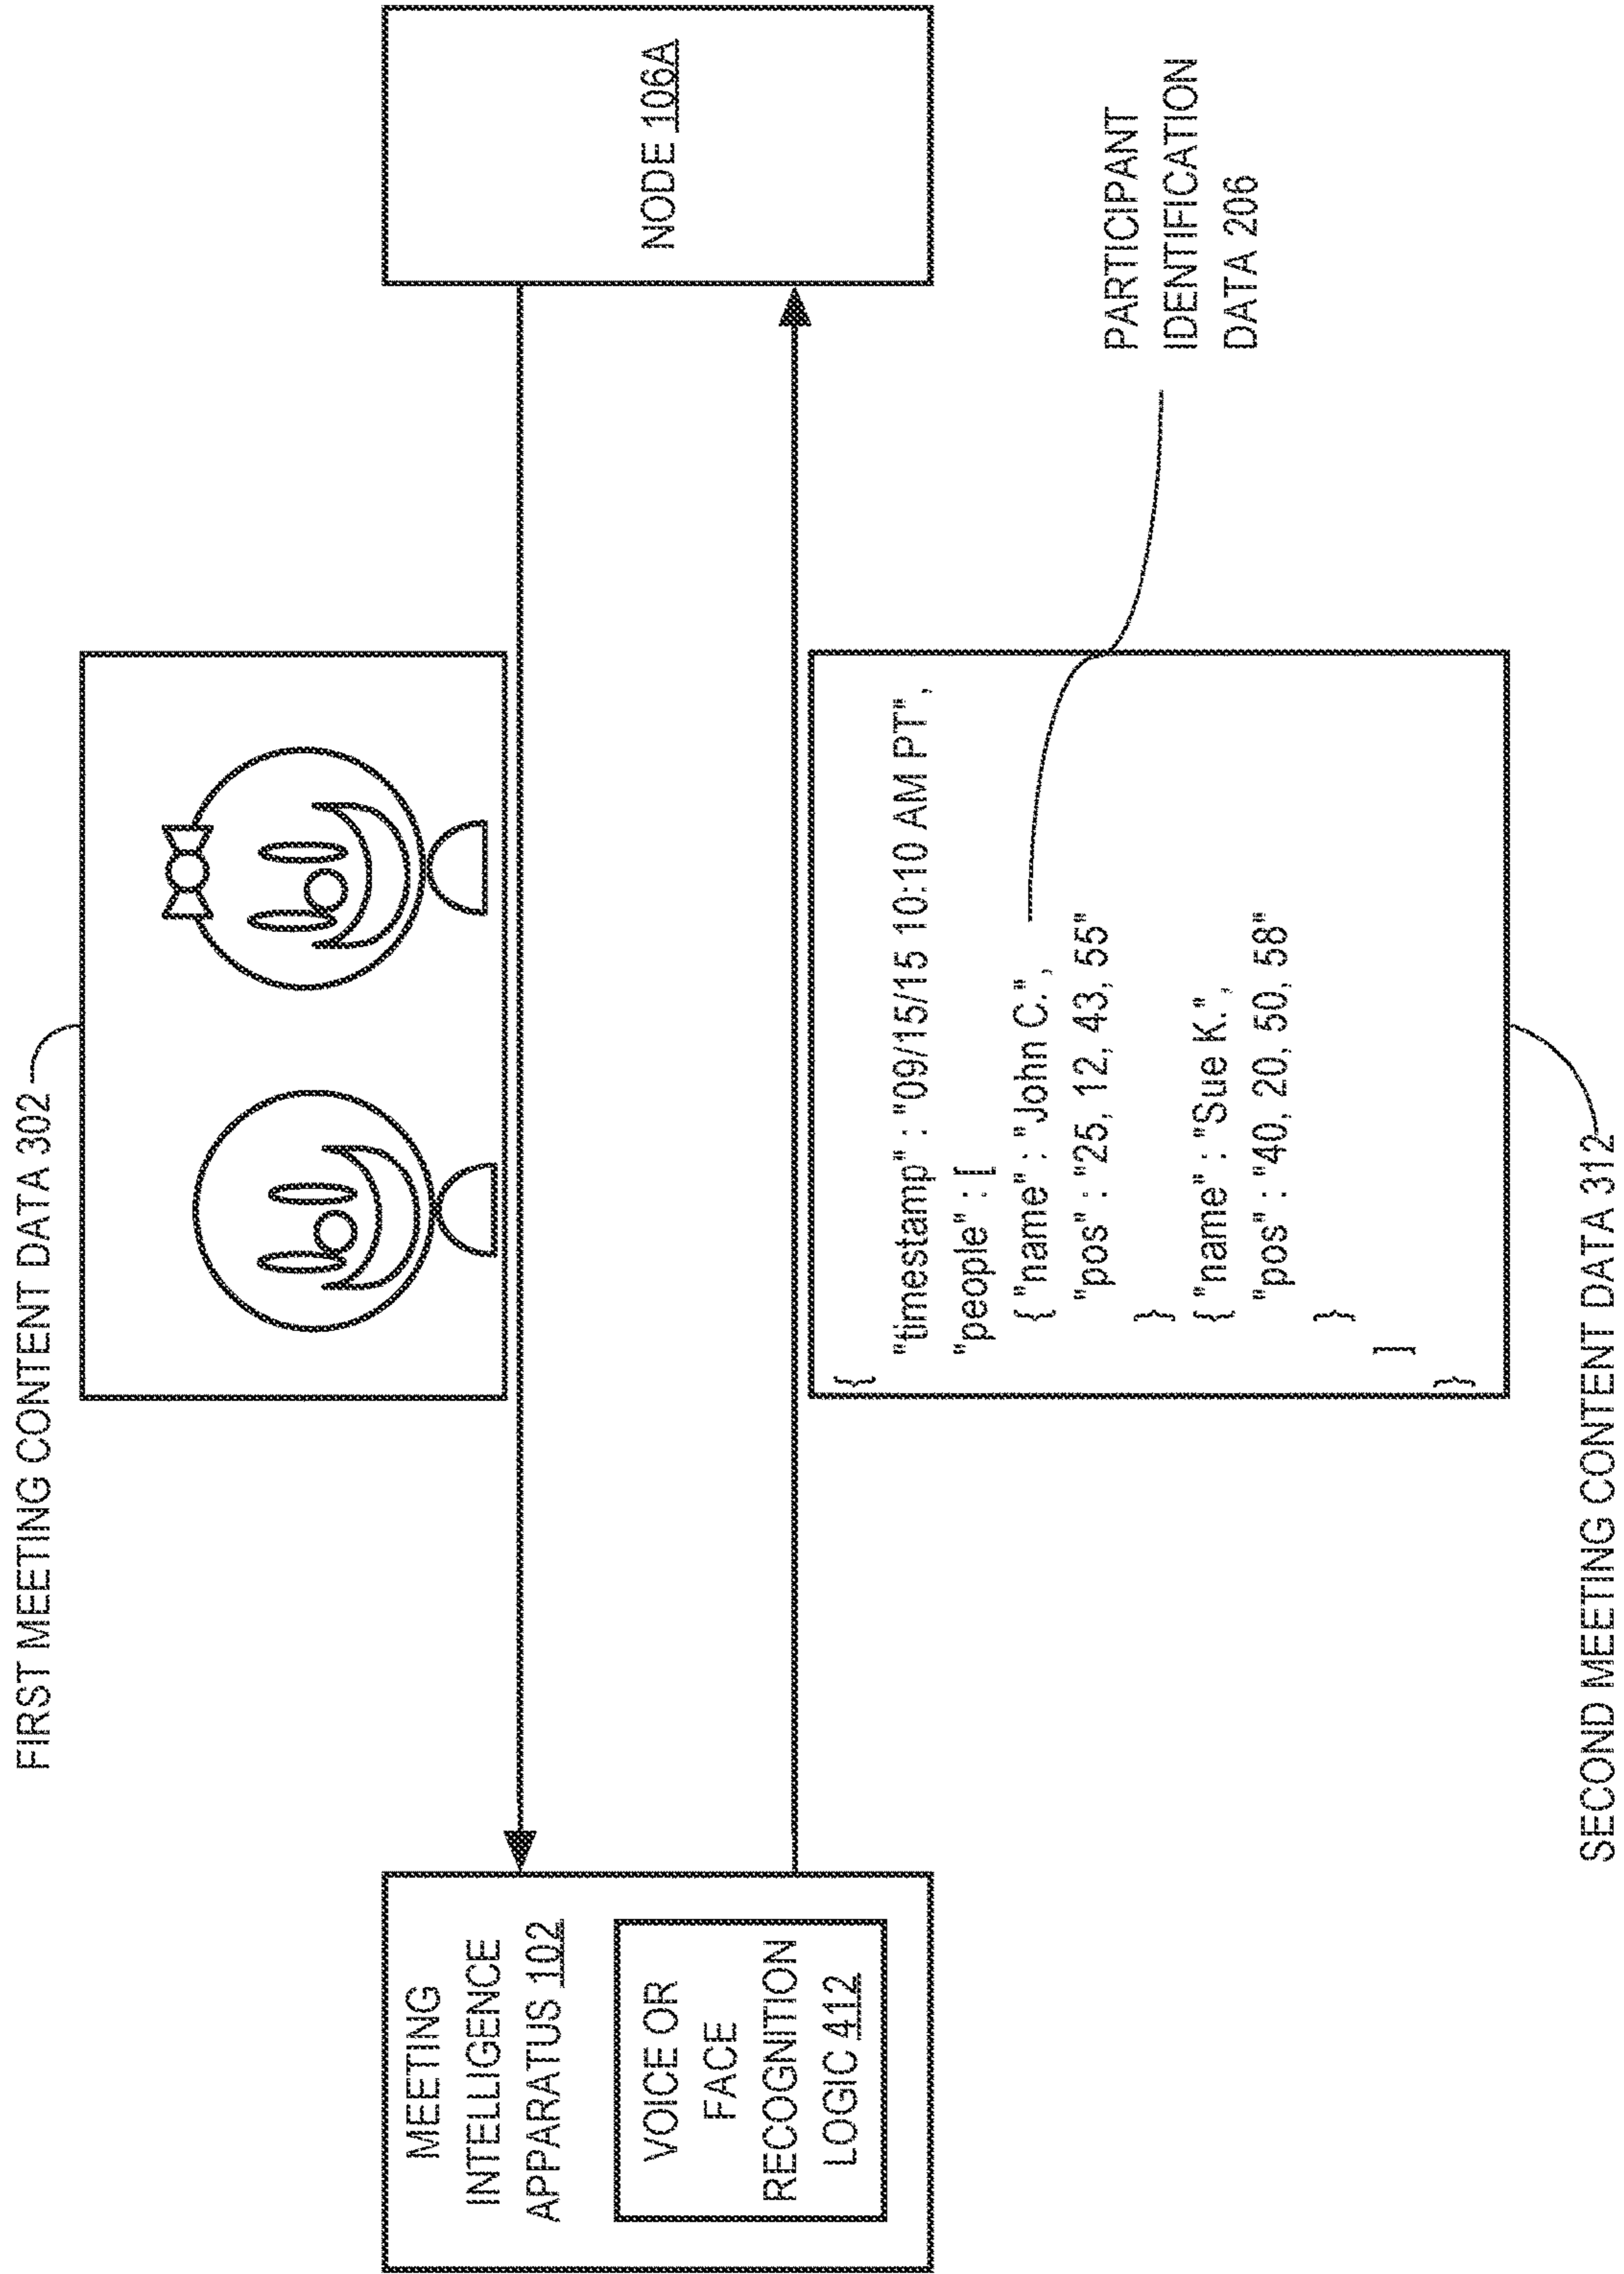 FIRST MEETING CONTENT DATA 302
MEETING
INTELLIGENCE
APPARATUS 102
VOICE OR
FACE
RECOGNITION
LOGIC 412
NODE 106A
{
"timestamp" : "09/15/15 10:10 AM PT" ,
"people" : [
{ "name" : "John C." ,
"pos" : "25, 12, 43, 55"
}
{ "name" : "Sue K." ,
"pos" : "40, 20, 50, 58"
}
]
}
PARTICIPANT
IDENTIFICATION
DATA 206
SECOND MEETING CONTENT DATA 312